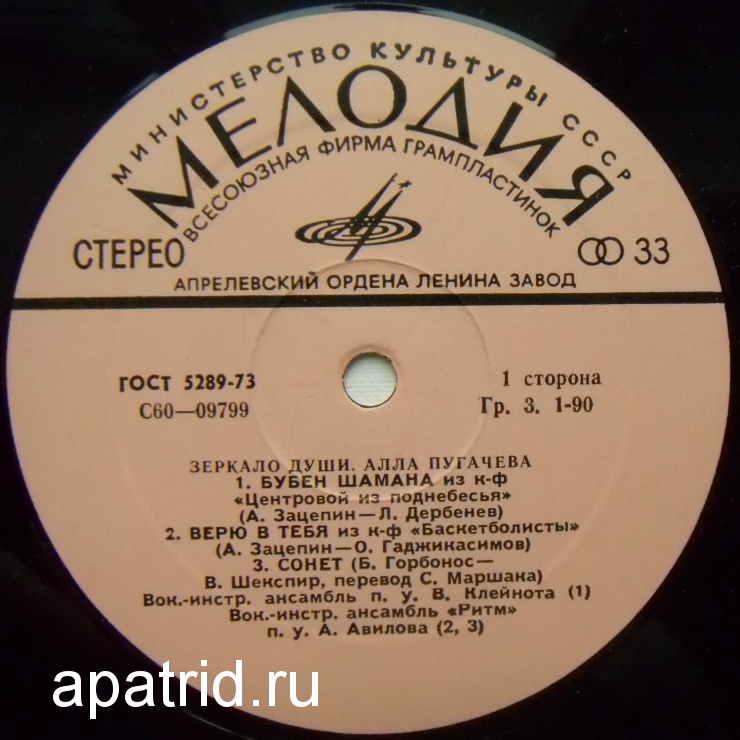 МИНИСТЕРСТВО КУЛЬТУРЫ СССР
МЕЛОДИЯ
ВСЕСОЮЗНАЯ ФИРМА ГРАМПЛАСТИНОК
СТЕРЕО
33
АПРЕЛЕВСКИЙ ОРДЕНА ЛЕНИНА ЗАВОД
ГОСТ 5289-73
1 сторона
С60—09799
Гр. 3. 1-90
ЗЕРКАЛО ДУШИ. АЛЛА ПУГАЧЕВА
1. БУБЕН ШАМАНА из к-ф
«Центровой из поднебесья»
(А. Зацепин—Л. Дербенев)
2. ВЕРЮ В ТЕБЯ из к-ф «Баскетболисты»
(А. Зацепин—О. Гаджикасимов)
3. СОНЕТ (Б. Горбонос—
В. Шекспир, перевод С. Маршака)
Вок.-инстр. ансамбль п. у. В. Клейнота (1)
Вок.-инстр. ансамбль «Ритм»
п. у. А. Авилова (2, 3)
apatrid.ru